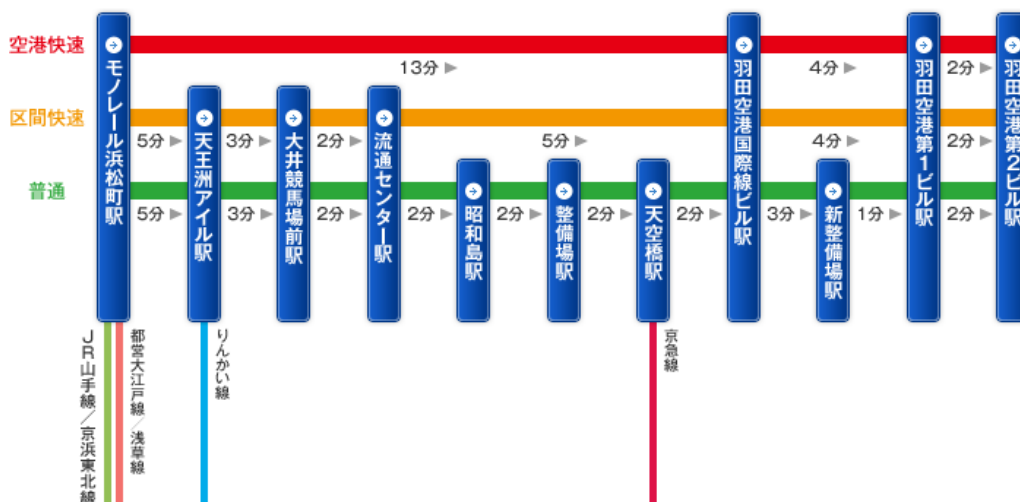 空港快速
13分
4分
2分
区間快速
5分
3分
2分
5分
4分
2分
普通
5分
3分
2分
2分
2分
2分
2分
3分
1分
2分
モノレール浜松町駅
天王洲アイル駅
大井競馬場前駅
流通センター駅
昭和島駅
整備場駅
天空橋駅
羽田空港国際線ビル駅
新整備場駅
羽田空港第1ビル駅
羽田空港第2ビル駅
JR山手線/京浜東北線
都営大江戸線/浅草線
りんかい線
京急線